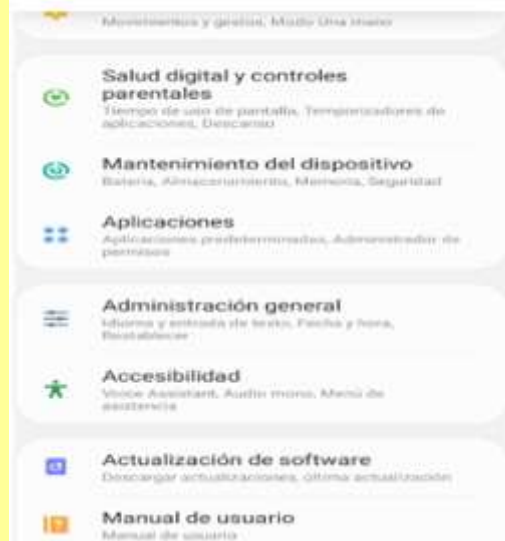 Movimientos y gestos, Modo Una mano
Salud digital y controles
parentales
Tiempo de uso de pantalla, Temporizadores de
aplicaciones, Descanso
Mantenimiento del dispositivo
Batería, Almacenamiento, Memoria, Seguridad
Aplicaciones
Aplicaciones predeterminadas, Administrador de
permisos
Administración general
Idioma y entrada de texto, Fecha y hora,
Restablecer
Accesibilidad
Voice Assistant, Audio mono, Menú de
asistencia
Actualización de software
Descargar actualizaciones, última actualización
Manual de usuario
Manual de usuario